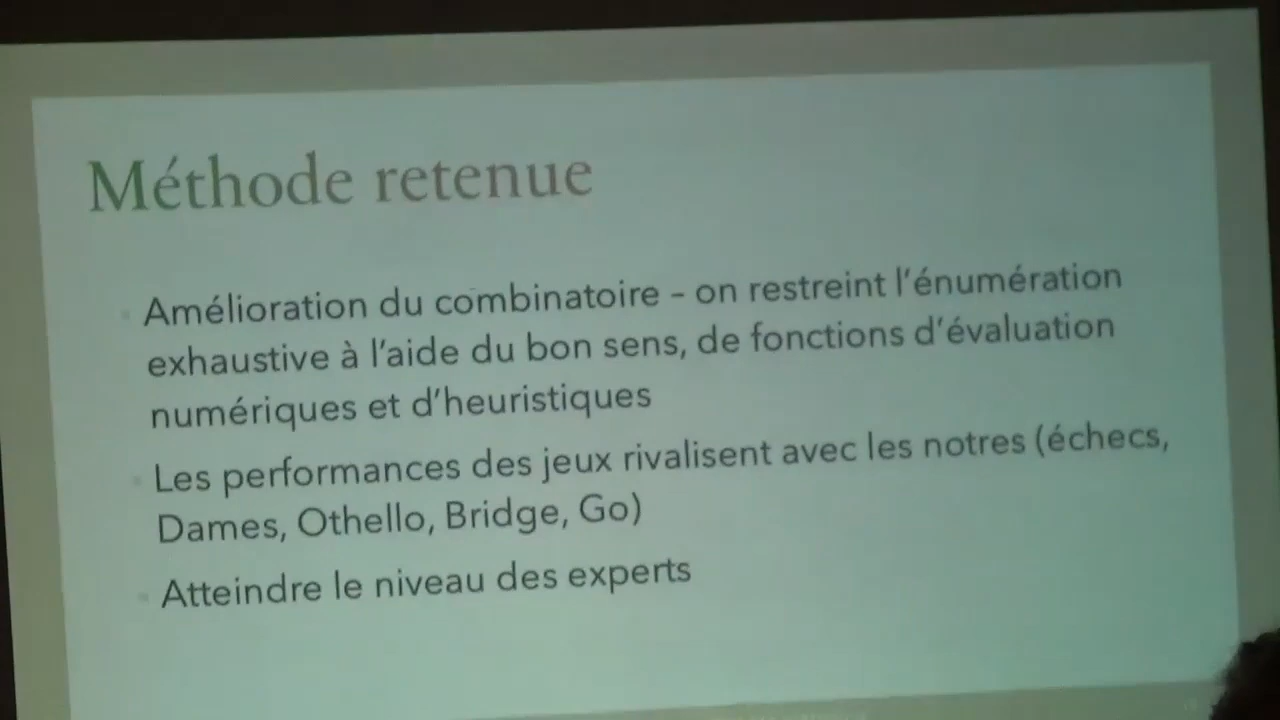 Méthode retenue
Amélioration du combinatoire – on restreint l'énumération
exhaustive à l'aide du bon sens, de fonctions d'évaluation
numériques et d'heuristiques
Les performances des jeux rivalisent avec les notres (échecs,
Dames, Othello, Bridge, Go)
Atteindre le niveau des experts